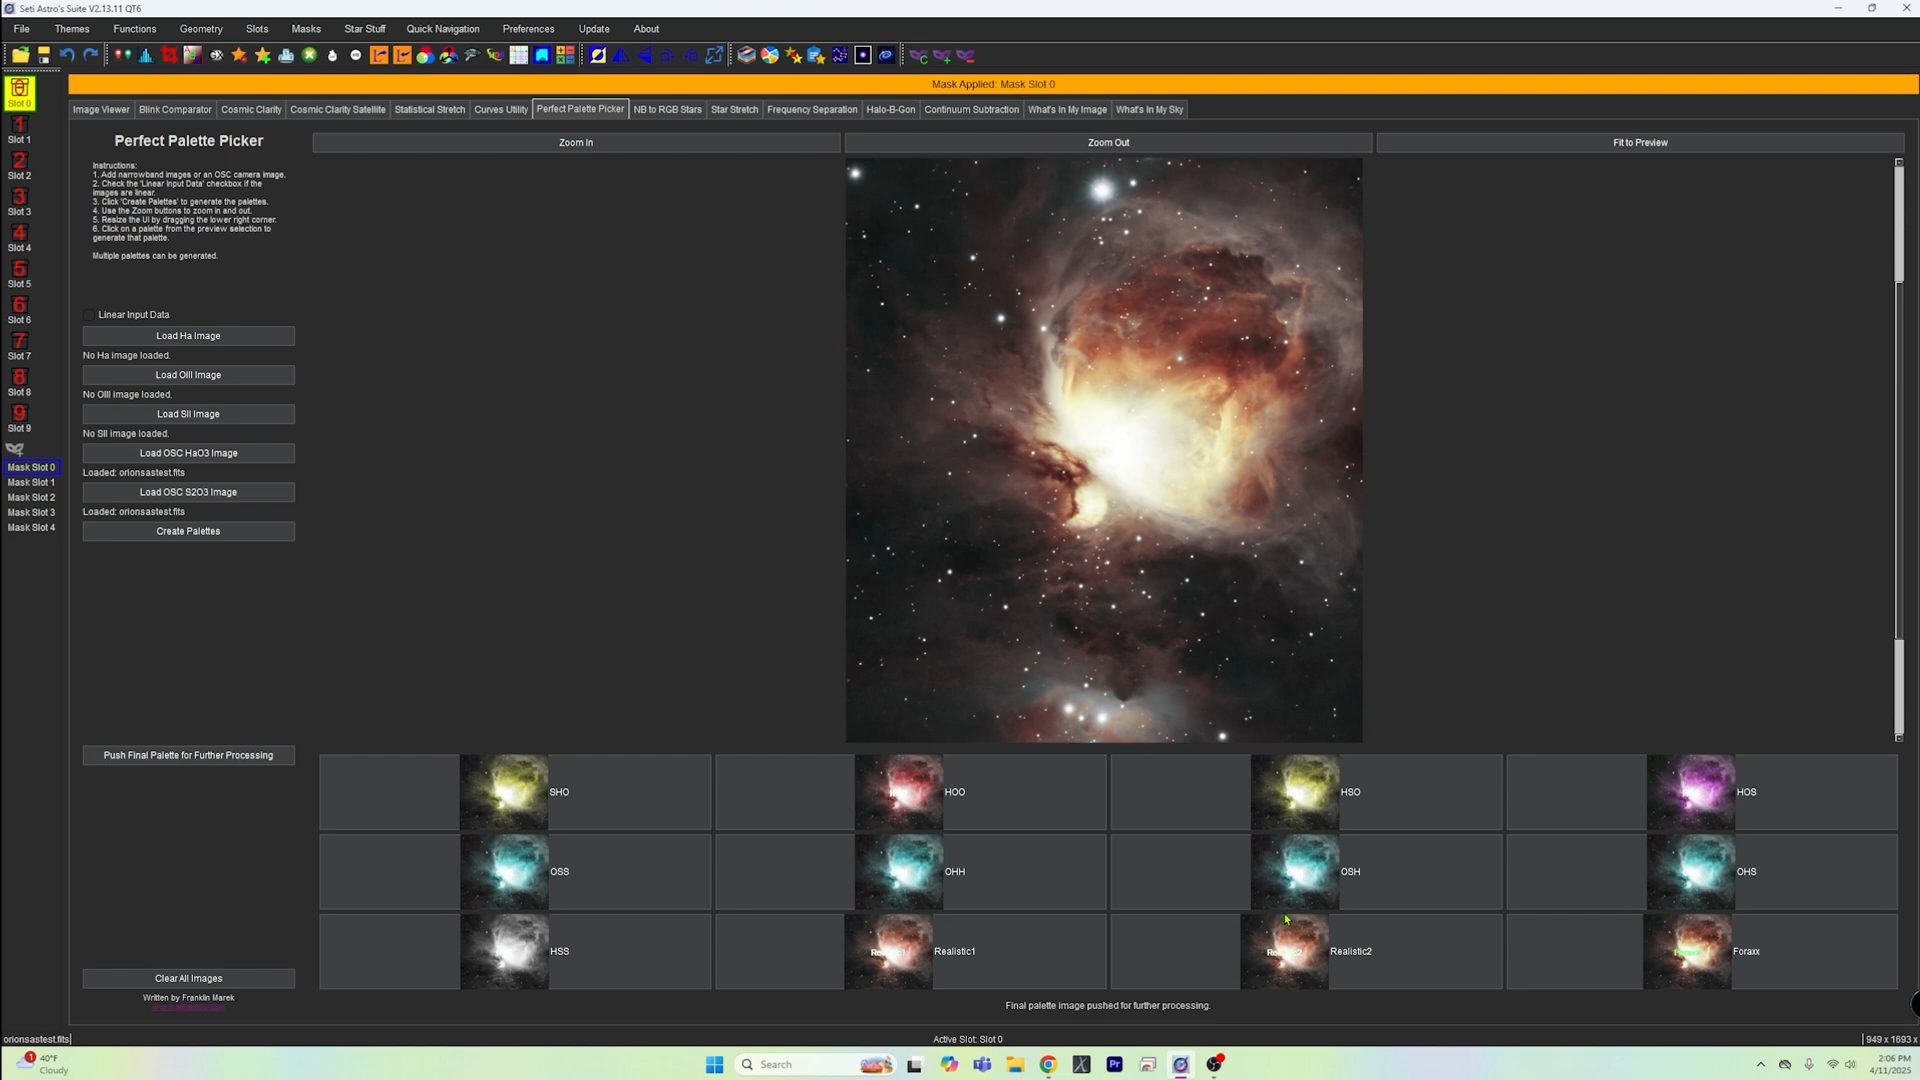 Seti Astro's Suite V2.13.11 QT6
File Themes Functions Geometry Slots Masks Star Stuff Quick Navigation Preferences Update About
Mask Applied: Mask Slot 0
Image Viewer Blink Comparator Cosmic Clarity Cosmic Clarity Satellite Statistical Stretch Curves Utility Perfect Palette Picker NB to RGB Stars Star Stretch Frequency Separation Halo-B-Gon Continuum Subtraction What's In My Image What's In My Sky
Slot 0
1
Slot 1
2
Slot 2
3
Slot 3
4
Slot 4
5
Slot 5
6
Slot 6
7
Slot 7
8
Slot 8
9
Slot 9
Mask Slot 0
Mask Slot 1
Mask Slot 2
Mask Slot 3
Mask Slot 4
Perfect Palette Picker
Instructions:
1. Add narrowband images or an OSC camera image.
2. Check the 'Linear Input Data' checkbox if the
images are linear.
3. Click 'Create Palettes' to generate the palettes.
4. Use the Zoom buttons to zoom in and out.
5. Resize the UI by dragging the lower right corner.
6. Click on a palette from the preview selection to
generate that palette.
Multiple palettes can be generated.
Linear Input Data
Load Ha Image
No Ha image loaded.
Load OIII Image
No OIII image loaded.
Load SII Image
No SII image loaded.
Load OSC HaO3 Image
Loaded: orionsastest.fits
Load OSC S2O3 Image
Loaded: orionsastest.fits
Create Palettes
Push Final Palette for Further Processing
Clear All Images
Written by Franklin Marek
Zoom In Zoom Out Fit to Preview
SHO HOO HSO HOS
OSS OHH OSH OHS
HSS Realistic1 Realistic2 Foraxx
Final palette image pushed for further processing.
orionsastest.fits Active Slot: Slot 0 949 x 1693 x
1
40°F
Cloudy
Search
Pr
2:06 PM
4/11/2025